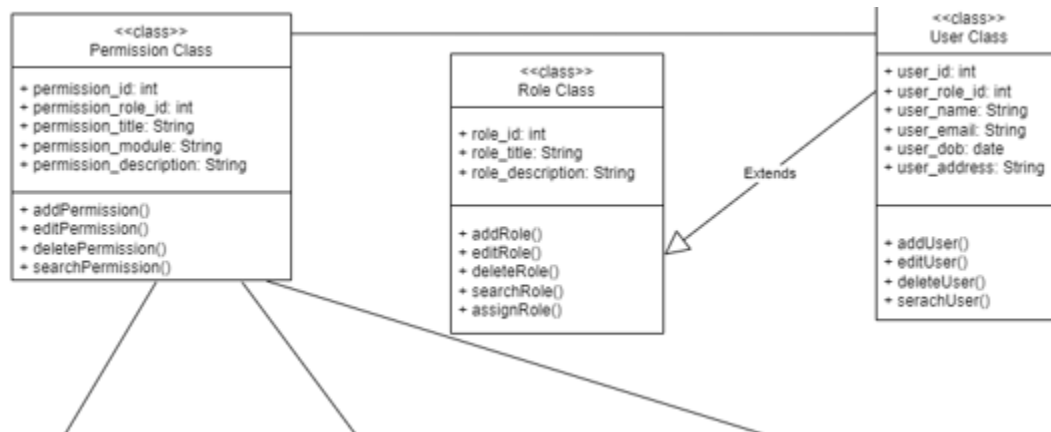 <<class>>
Permission Class
+ permission_id: int
+ permission_role_id: int
+ permission_title: String
+ permission_module: String
+ permission_description: String
+ addPermission()
+ editPermission()
+ deletePermission()
+ searchPermission()
<<class>>
Role Class
+ role_id: int
+ role_title: String
+ role_description: String
+ addRole()
+ editRole()
+ deleteRole()
+ searchRole()
+ assignRole()
Extends
<<class>>
User Class
+ user_id: int
+ user_role_id: int
+ user_name: String
+ user_email: String
+ user_dob: date
+ user_address: String
+ addUser()
+ editUser()
+ deleteUser()
+ serachUser()